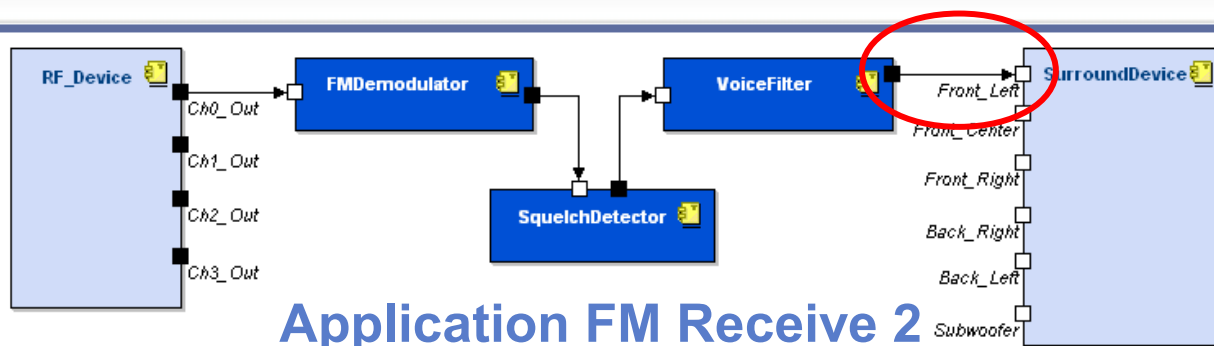 RF_Device
Ch0_Out
Ch1_Out
Ch2_Out
Ch3_Out
FMDemodulator
SquelchDetector
VoiceFilter
SurroundDevice
Front_Left
Front_Center
Front_Right
Back_Right
Back_Left
Subwoofer
Application FM Receive 2